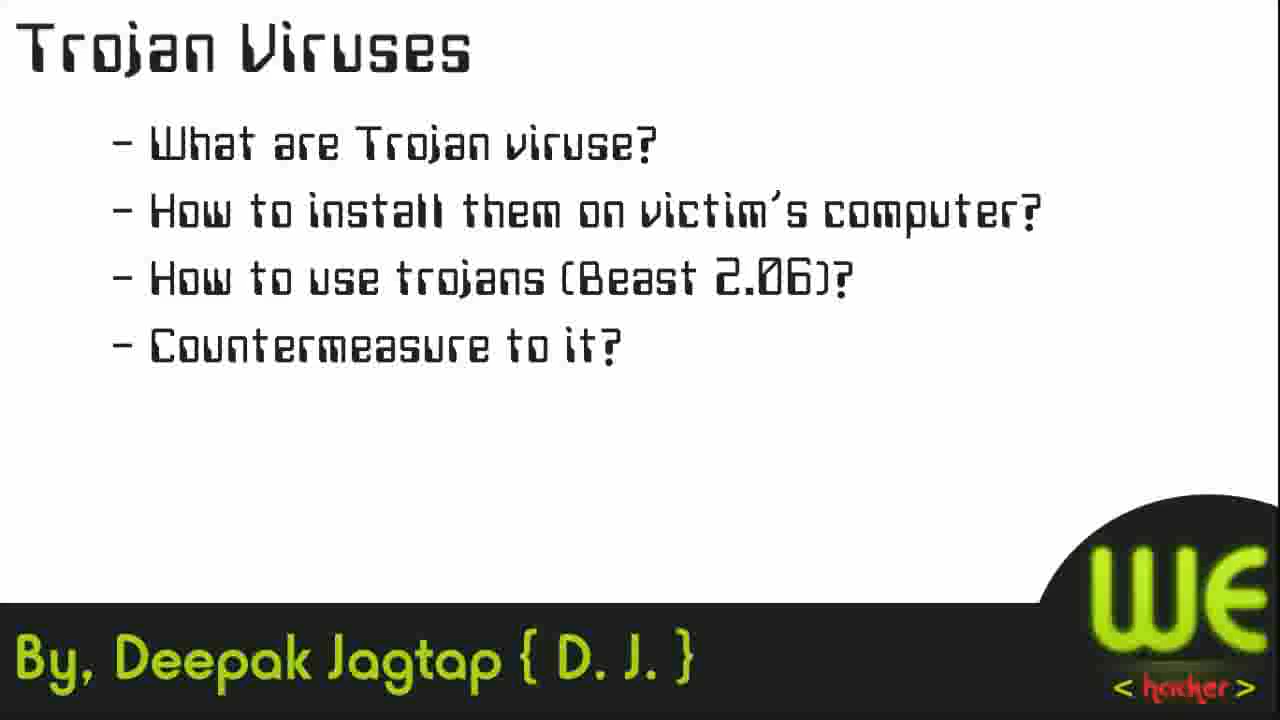 Trojan Viruses
- What are Trojan viruse?
- How to install them on victim's computer?
- How to use trojans (Beast 2.06)?
- Countermeasure to it?
WE
< hacker >
By, Deepak Jagtap { D. J. }